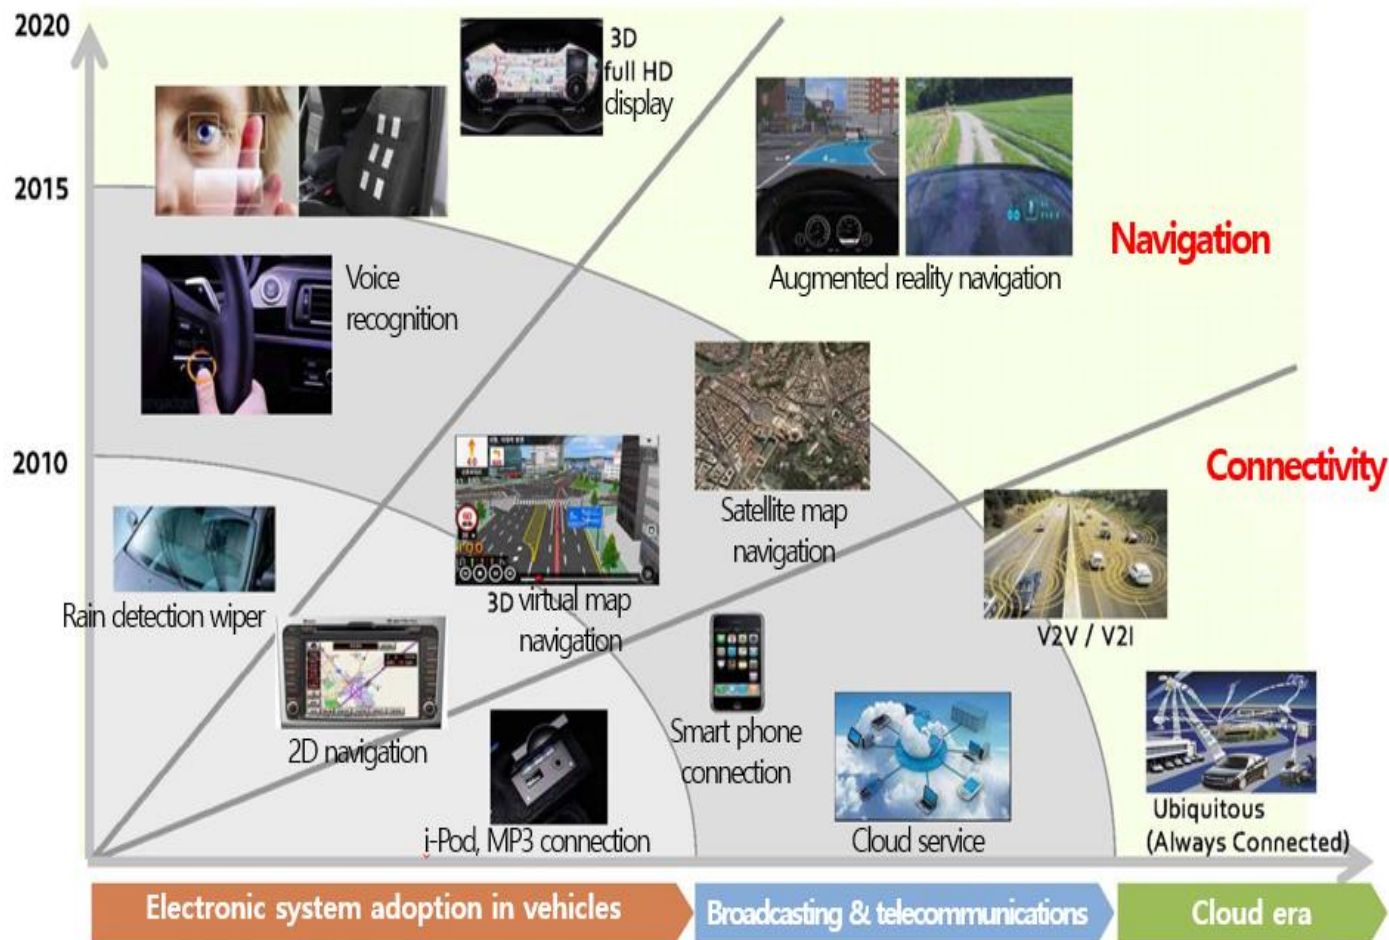 2020
3D
full HD
display
2015
Navigation
Augmented reality navigation
Voice
recognition
2010
Connectivity
Satellite map
navigation
Rain detection wiper
3D virtual map
navigation
V2V / V2I
2D navigation
Smart phone
connection
i-Pod, MP3 connection
Cloud service
Ubiquitous
(Always Connected)
Electronic system adoption in vehicles
Broadcasting & telecommunications
Cloud era